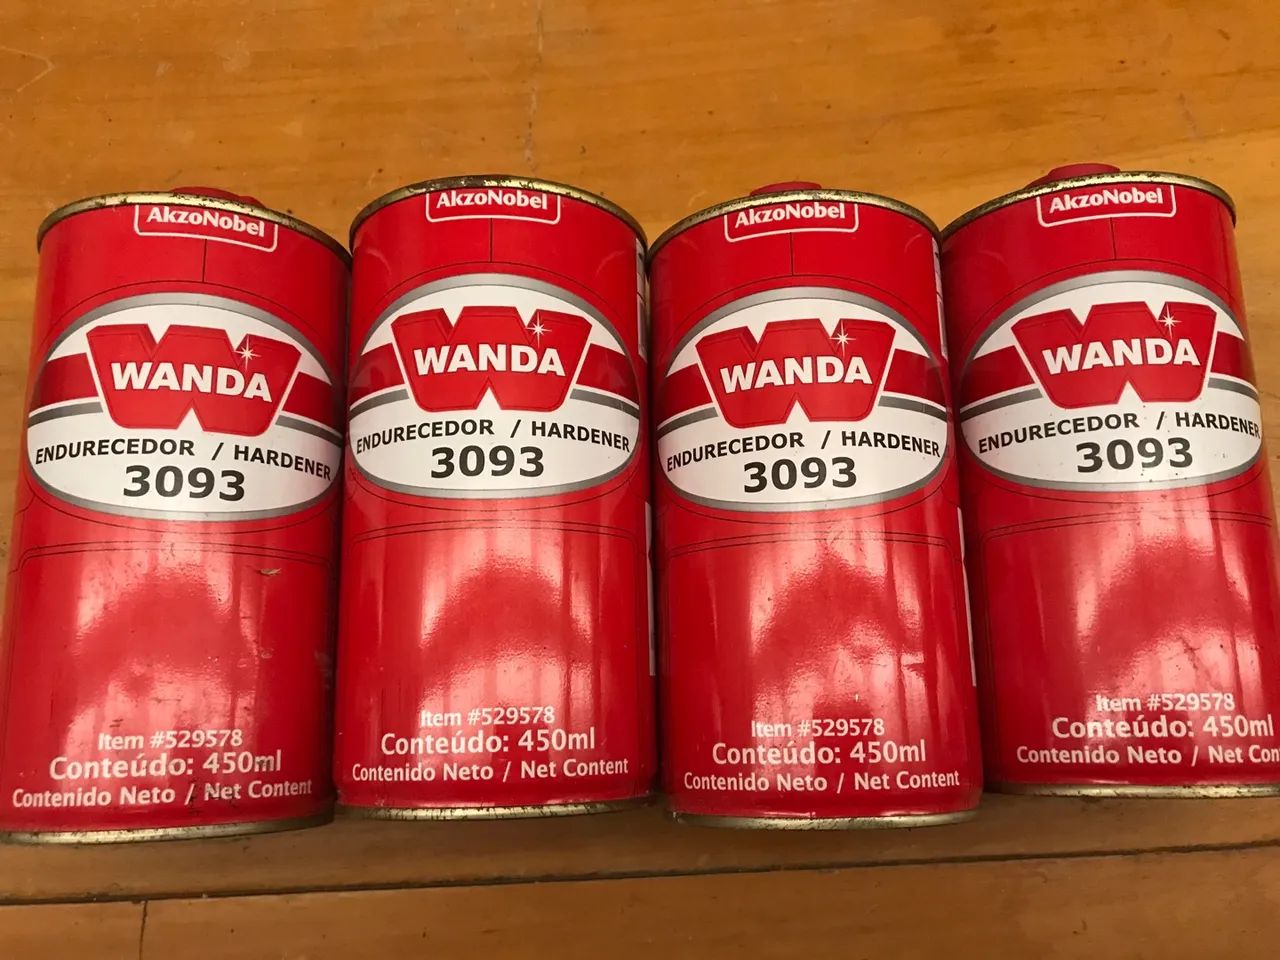 AkzoNobel
WANDA
ENDURECEDOR / HARDENER
3093
Item #529578
Conteúdo: 450ml
Contenido Neto / Net Content
AkzoNobel
WANDA
ENDURECEDOR / HARDENER
3093
Item #529578
Conteúdo: 450ml
Contenido Neto / Net Content
AkzoNobel
WANDA
ENDURECEDOR / HARDENER
3093
Item #529578
Conteúdo: 450ml
Contenido Neto / Net Content
AkzoNobel
WANDA
ENDURECEDOR / HARDENER
3093
Item #529578
Conteúdo: 450ml
Contenido Neto / Net Con